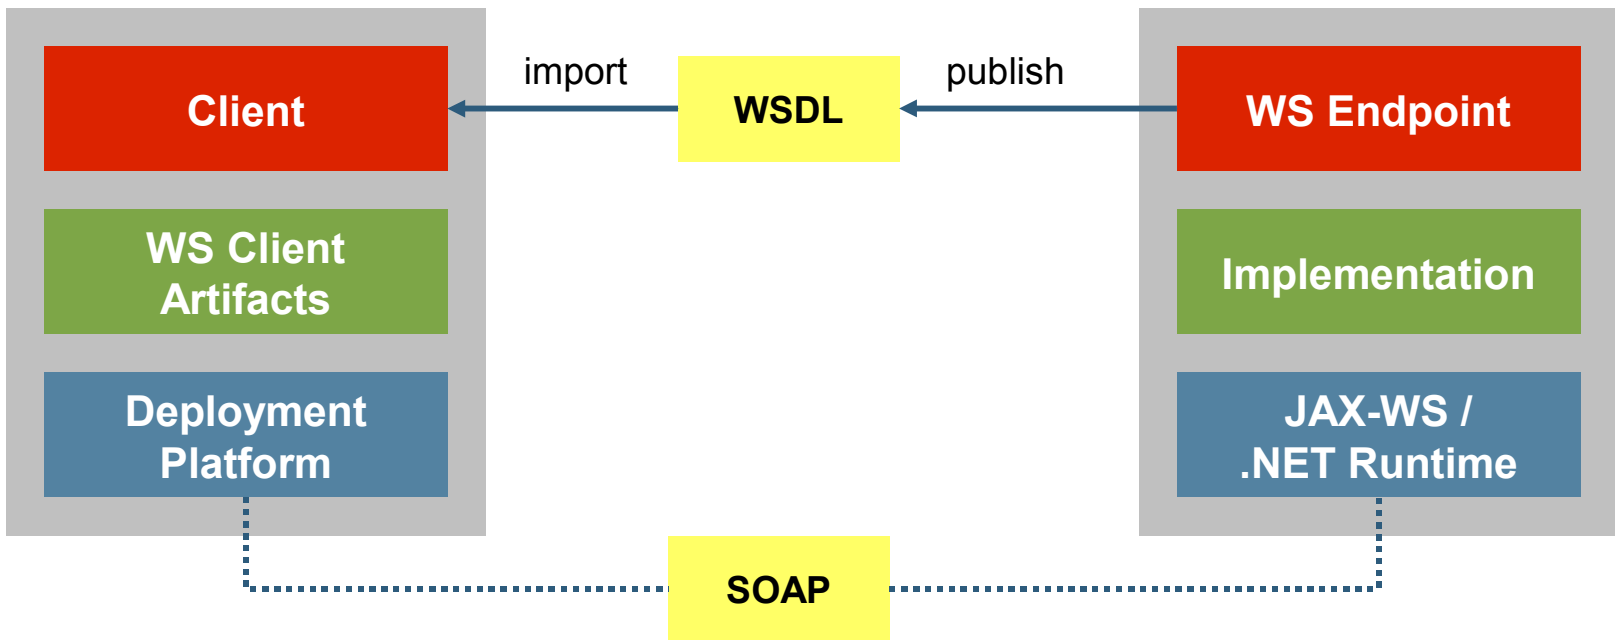 import
publish
Client
WSDL
WS Endpoint
WS Client
Artifacts
Implementation
Deployment
Platform
JAX-WS /
.NET Runtime
SOAP